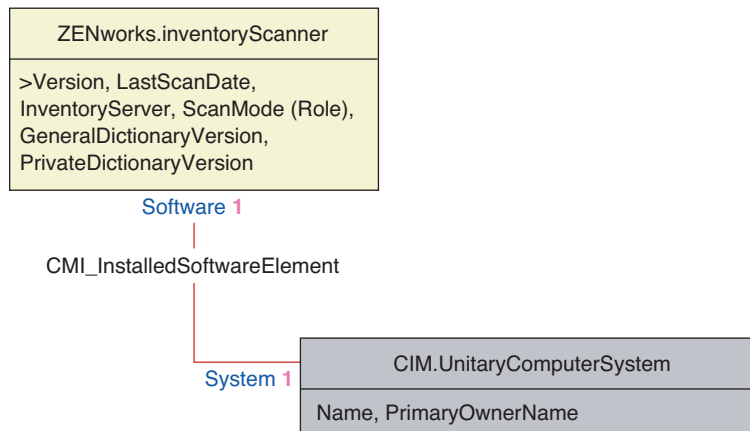 ZENworks.inventoryScanner
>Version, LastScanDate,
InventoryServer, ScanMode (Role),
GeneralDictionaryVersion,
PrivateDictionaryVersion
Software 1
CMI_InstalledSoftwareElement
System 1
CIM.UnitaryComputerSystem
Name, PrimaryOwnerName